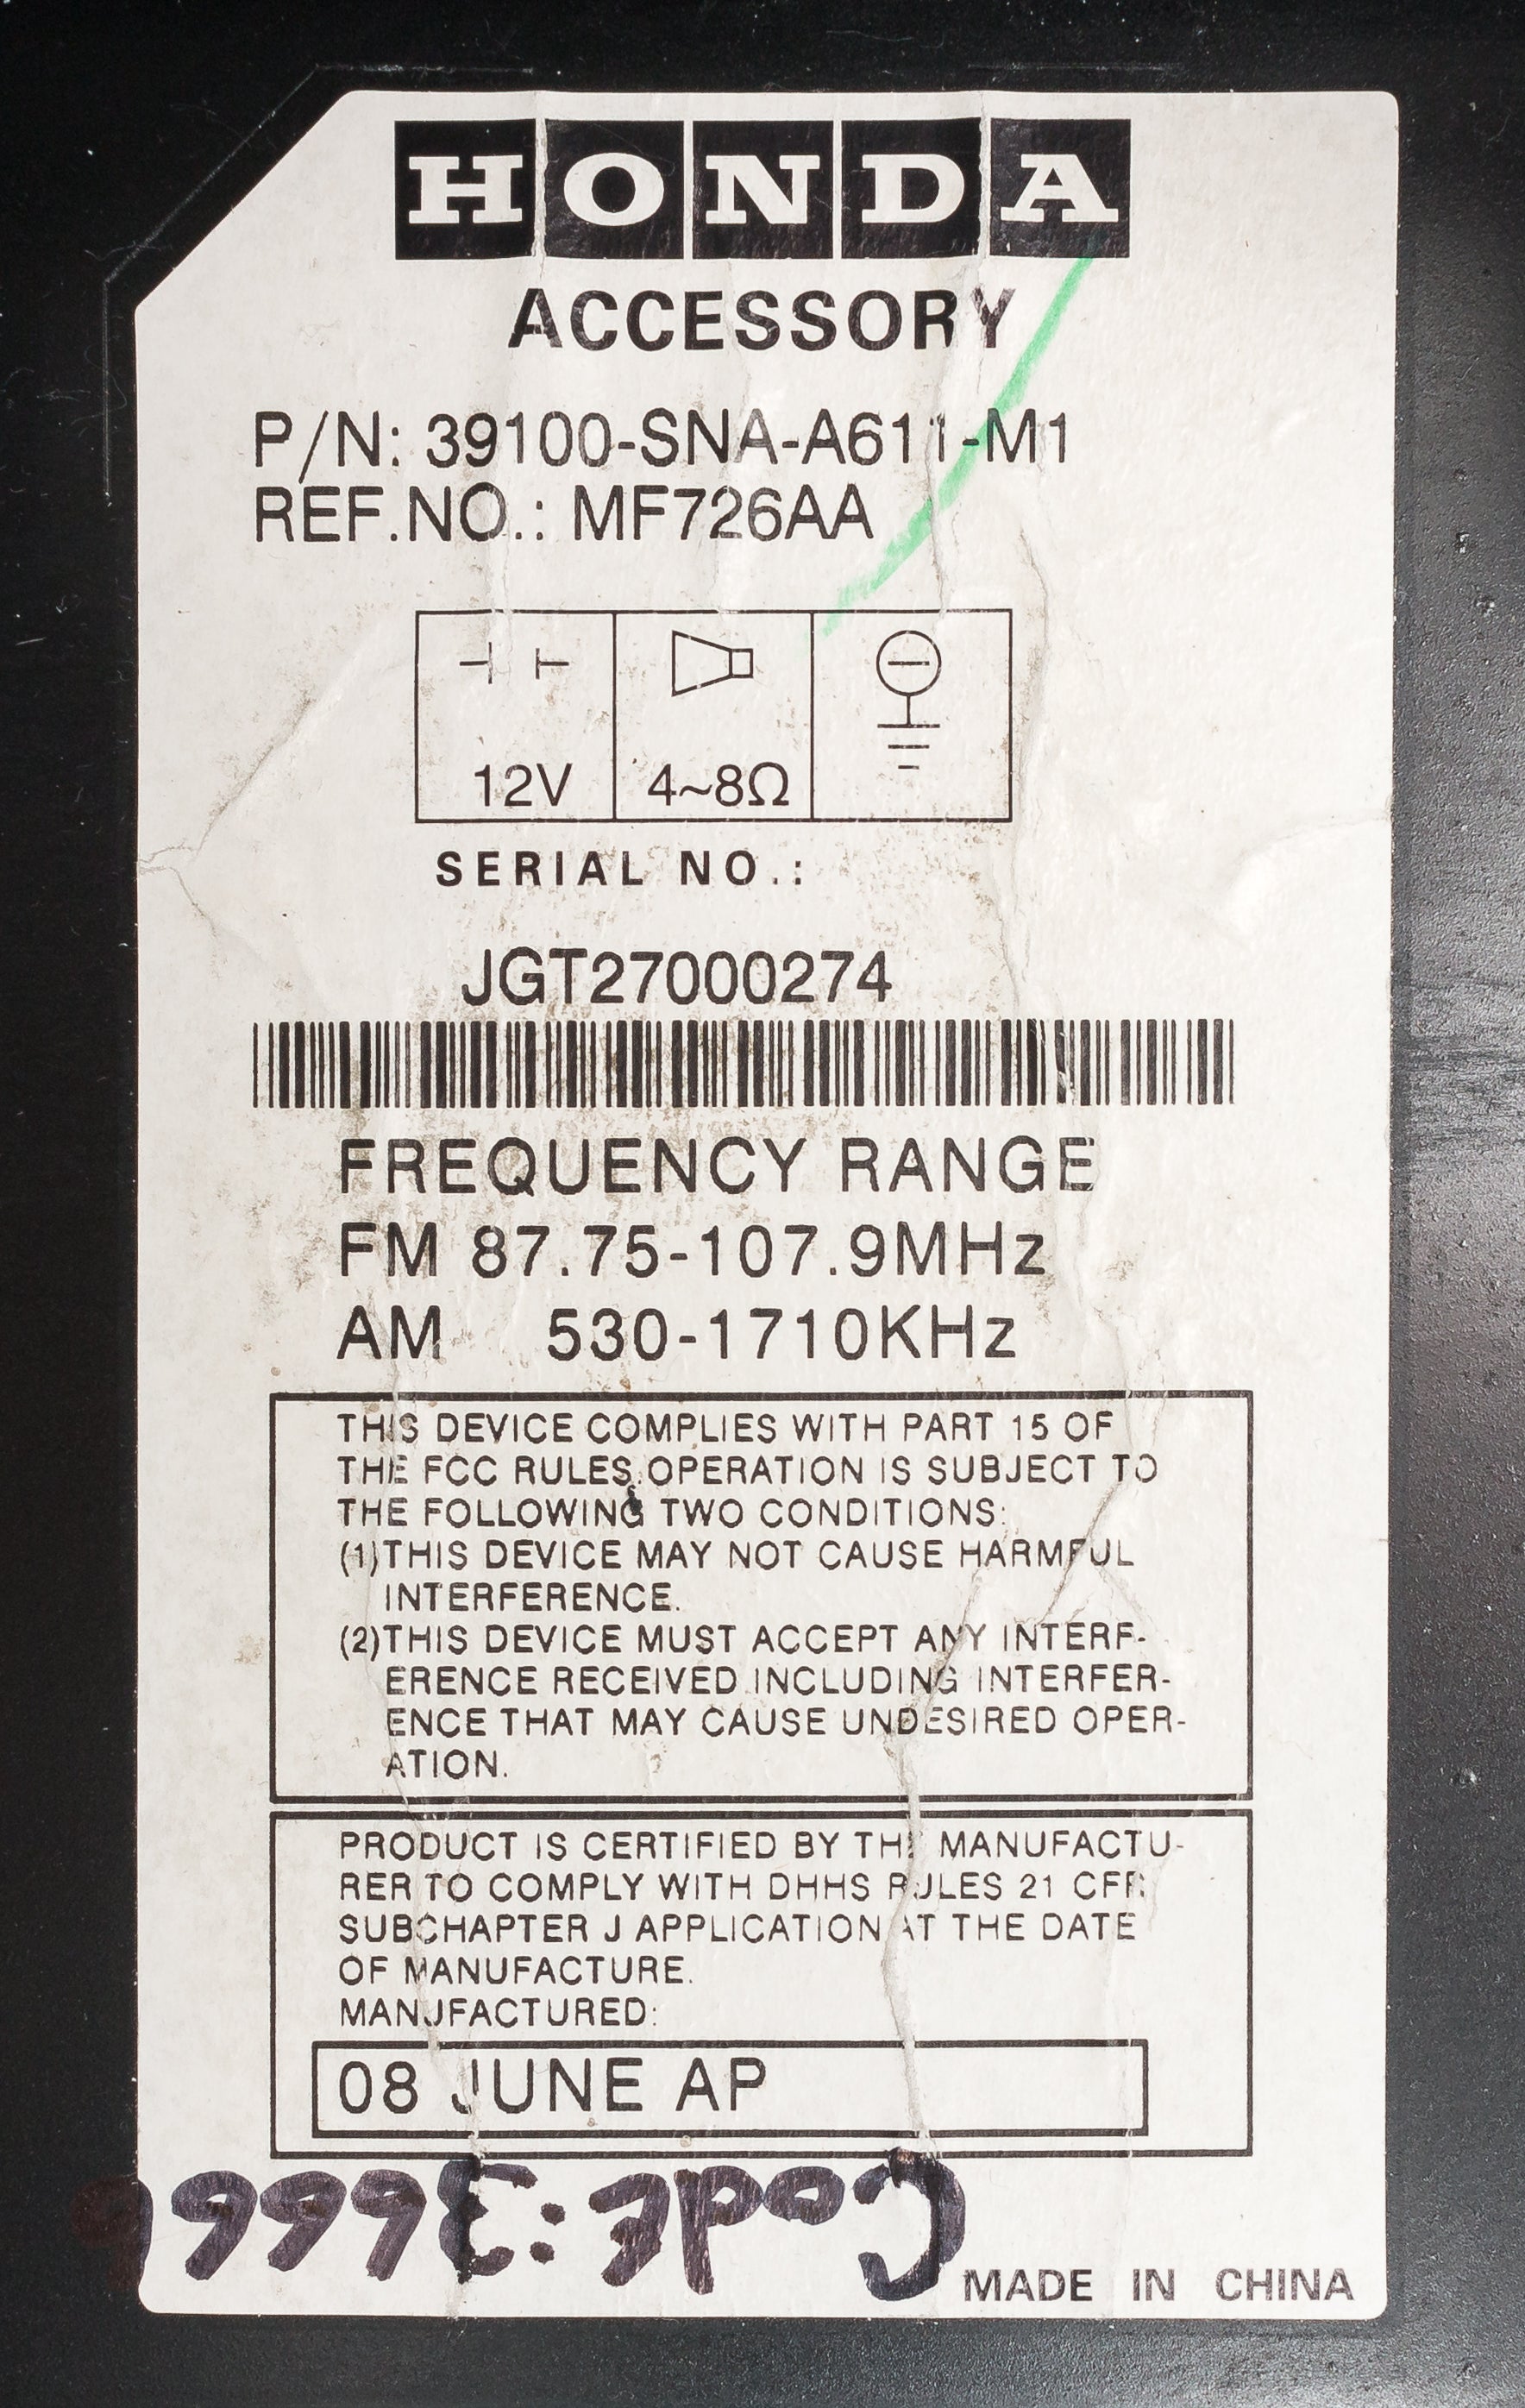 HONDA
ACCESSORY
P/N: 39100-SNA-A611-M1
REF.NO.: MF726AA
12V 4~8Ω
SERIAL NO.:
JGT27000274
FREQUENCY RANGE
FM 87.75-107.9MHz
AM 530-1710KHz
THIS DEVICE COMPLIES WITH PART 15 OF
THE FCC RULES.OPERATION IS SUBJECT TO
THE FOLLOWING TWO CONDITIONS:
(1)THIS DEVICE MAY NOT CAUSE HARMFUL
INTERFERENCE.
(2)THIS DEVICE MUST ACCEPT ANY INTERF-
ERENCE RECEIVED INCLUDING INTERFER-
ENCE THAT MAY CAUSE UNDESIRED OPER-
ATION.
PRODUCT IS CERTIFIED BY THE MANUFACTU-
RER TO COMPLY WITH DHHS RULES 21 CFR
SUBCHAPTER J APPLICATION AT THE DATE
OF MANUFACTURE.
MANUFACTURED:
08 JUNE AP
Code:36666
MADE IN CHINA